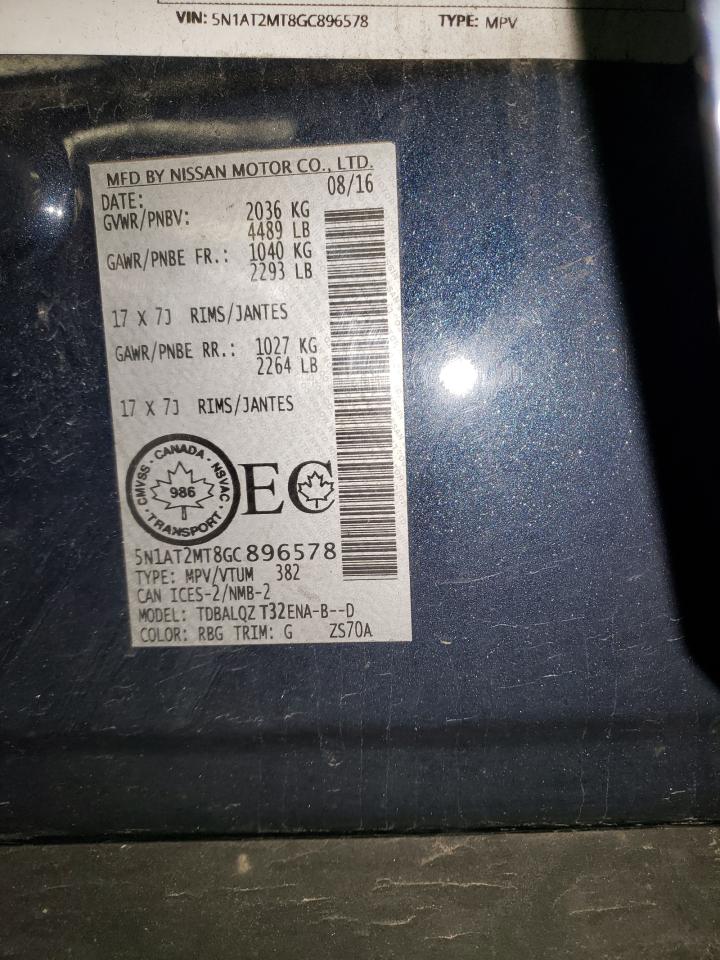 VIN: 5N1AT2MT8GC896578 TYPE: MPV
MFD BY NISSAN MOTOR CO., LTD.
DATE: 08/16
GVWR/PNBV: 2036 KG
4489 LB
GAWR/PNBE FR.: 1040 KG
2293 LB
17 X 7J RIMS/JANTES
GAWR/PNBE RR.: 1027 KG
2264 LB
17 X 7J RIMS/JANTES
CMVSS · CANADA · NSVAC · TRANSPORT ·
986
EC
5N1AT2MT8GC896578
TYPE: MPV/VTUM 382
CAN ICES-2/NMB-2
MODEL: TDBALQZ T32ENA-B--D
COLOR: RBG TRIM: G ZS70A